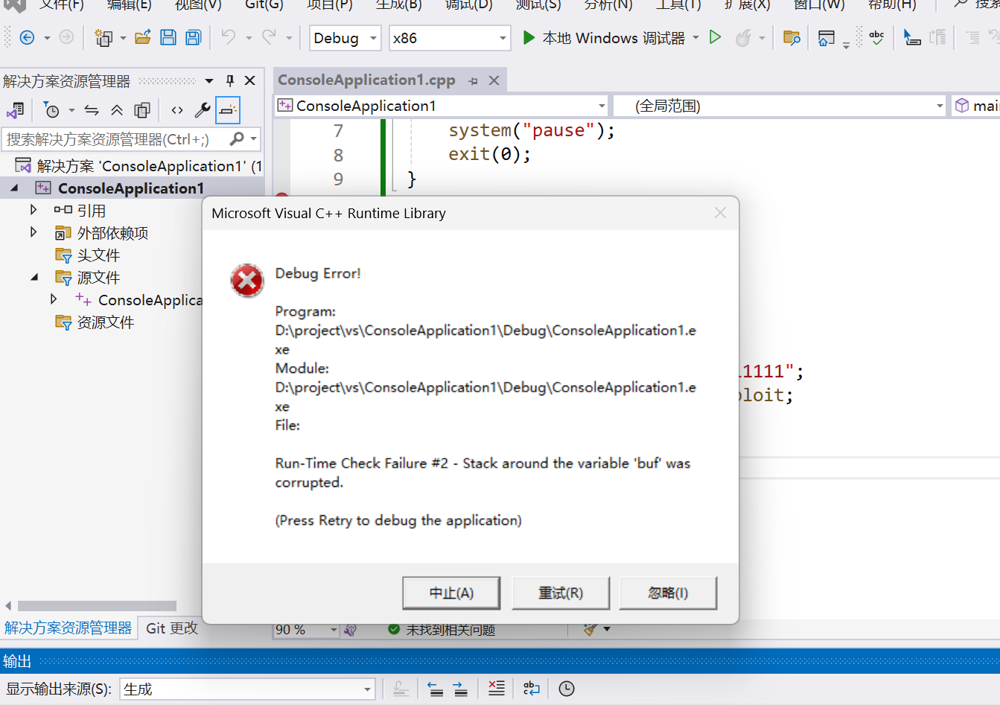 文件(F) 编辑(E) 视图(V) Git(G) 项目(P) 生成(B) 调试(D) 测试(S) 分析(N) 工具(T) 扩展(X) 窗口(W) 帮助(H)
Debug x86 本地 Windows 调试器
解决方案资源管理器
ConsoleApplication1.cpp
ConsoleApplication1 (全局范围) mai
搜索解决方案资源管理器(Ctrl+;)
解决方案 'ConsoleApplication1' (1
ConsoleApplication1
引用
外部依赖项
头文件
源文件
ConsoleApplica
资源文件
7 system("pause");
8 exit(0);
9 }
11111";
loit;
Microsoft Visual C++ Runtime Library
Debug Error!
Program:
D:\project\vs\ConsoleApplication1\Debug\ConsoleApplication1.e
xe
Module:
D:\project\vs\ConsoleApplication1\Debug\ConsoleApplication1.e
xe
File:
Run-Time Check Failure #2 - Stack around the variable 'buf' was
corrupted.
(Press Retry to debug the application)
中止(A) 重试(R) 忽略(I)
解决方案资源管理器 Git 更改
90 % 未找到相关问题
输出
显示输出来源(S): 生成